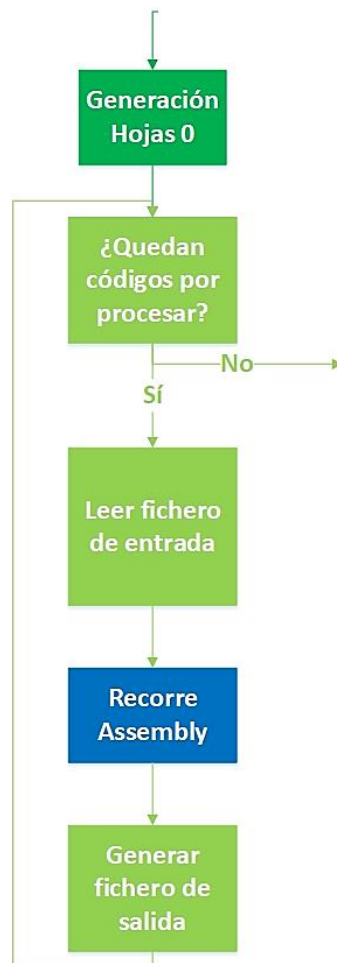 Generación
Hojas 0
¿Quedan
códigos por
procesar?
No
Sí
Leer fichero
de entrada
Recorre
Assembly
Generar
fichero de
salida